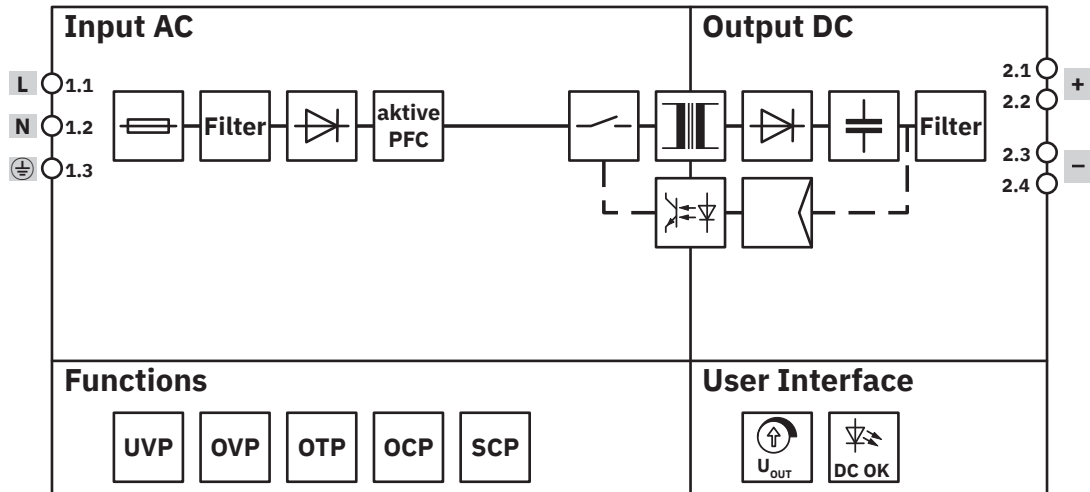 Input AC
Output DC
L
1.1
N
1.2
1.3
Filter
aktive
PFC
Filter
2.1
2.2
+
2.3
2.4
–
Functions
UVP
OVP
OTP
OCP
SCP
User Interface
UOUT
DC OK